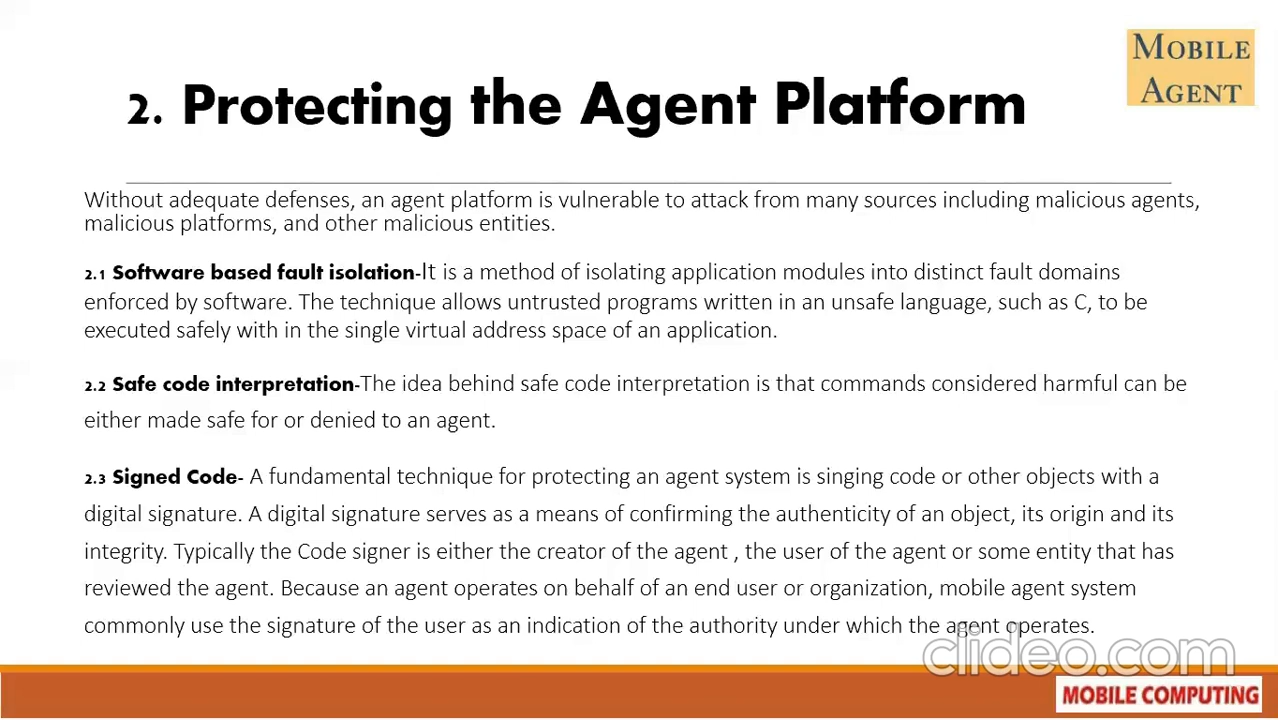 MOBILE
AGENT
2. Protecting the Agent Platform
Without adequate defenses, an agent platform is vulnerable to attack from many sources including malicious agents,
malicious platforms, and other malicious entities.
2.1 Software based fault isolation-It is a method of isolating application modules into distinct fault domains
enforced by software. The technique allows untrusted programs written in an unsafe language, such as C, to be
executed safely with in the single virtual address space of an application.
2.2 Safe code interpretation-The idea behind safe code interpretation is that commands considered harmful can be
either made safe for or denied to an agent.
2.3 Signed Code- A fundamental technique for protecting an agent system is singing code or other objects with a
digital signature. A digital signature serves as a means of confirming the authenticity of an object, its origin and its
integrity. Typically the Code signer is either the creator of the agent , the user of the agent or some entity that has
reviewed the agent. Because an agent operates on behalf of an end user or organization, mobile agent system
commonly use the signature of the user as an indication of the authority under which the agent operates.
clideo.com
MOBILE COMPUTING